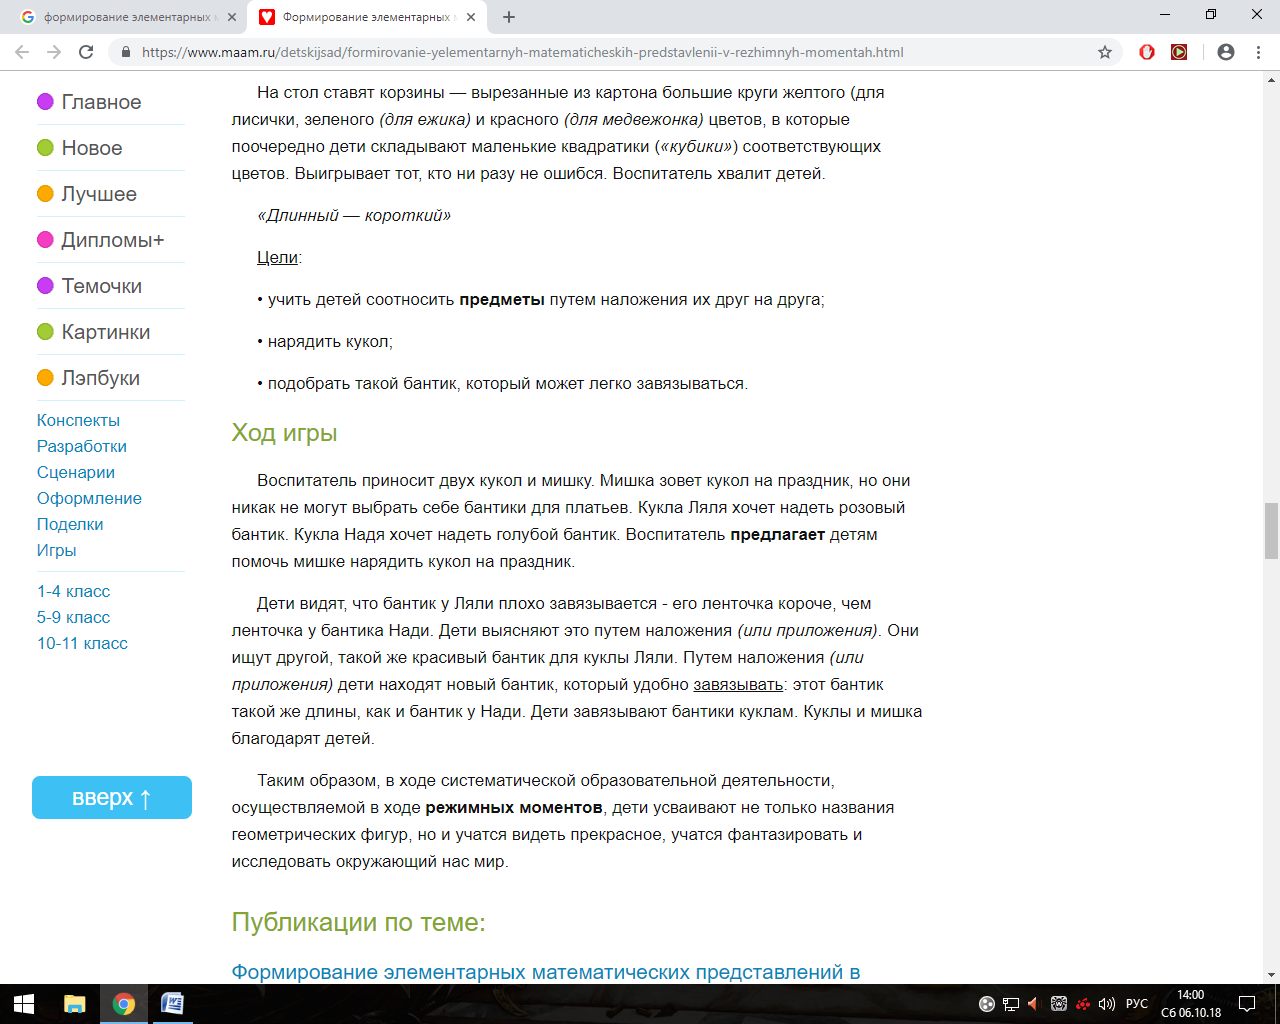 формирование элементарных м
Формирование элементарных м
https://www.maam.ru/detskijsad/formirovanie-yelementarnyh-matematicheskih-predstavlenii-v-rezhimnyh-momentah.html
Главное
Новое
Лучшее
Дипломы+
Темочки
Картинки
Лэпбуки
Конспекты
Разработки
Сценарии
Оформление
Поделки
Игры
1-4 класс
5-9 класс
10-11 класс
вверх ↑
На стол ставят корзины — вырезанные из картона большие круги желтого (для
лисички, зеленого (для ежика) и красного (для медвежонка) цветов, в которые
поочередно дети складывают маленькие квадратики («кубики») соответствующих
цветов. Выигрывает тот, кто ни разу не ошибся. Воспитатель хвалит детей.
«Длинный — короткий»
Цели:
• учить детей соотносить предметы путем наложения их друг на друга;
• нарядить кукол;
• подобрать такой бантик, который может легко завязываться.
Ход игры
Воспитатель приносит двух кукол и мишку. Мишка зовет кукол на праздник, но они
никак не могут выбрать себе бантики для платьев. Кукла Ляля хочет надеть розовый
бантик. Кукла Надя хочет надеть голубой бантик. Воспитатель предлагает детям
помочь мишке нарядить кукол на праздник.
Дети видят, что бантик у Ляли плохо завязывается - его ленточка короче, чем
ленточка у бантика Нади. Дети выясняют это путем наложения (или приложения). Они
ищут другой, такой же красивый бантик для куклы Ляли. Путем наложения (или
приложения) дети находят новый бантик, который удобно завязывать: этот бантик
такой же длины, как и бантик у Нади. Дети завязывают бантики куклам. Куклы и мишка
благодарят детей.
Таким образом, в ходе систематической образовательной деятельности,
осуществляемой в ходе режимных моментов, дети усваивают не только названия
геометрических фигур, но и учатся видеть прекрасное, учатся фантазировать и
исследовать окружающий нас мир.
Публикации по теме:
Формирование элементарных математических представлений в
РУС
14:00
Сб 06.10.18